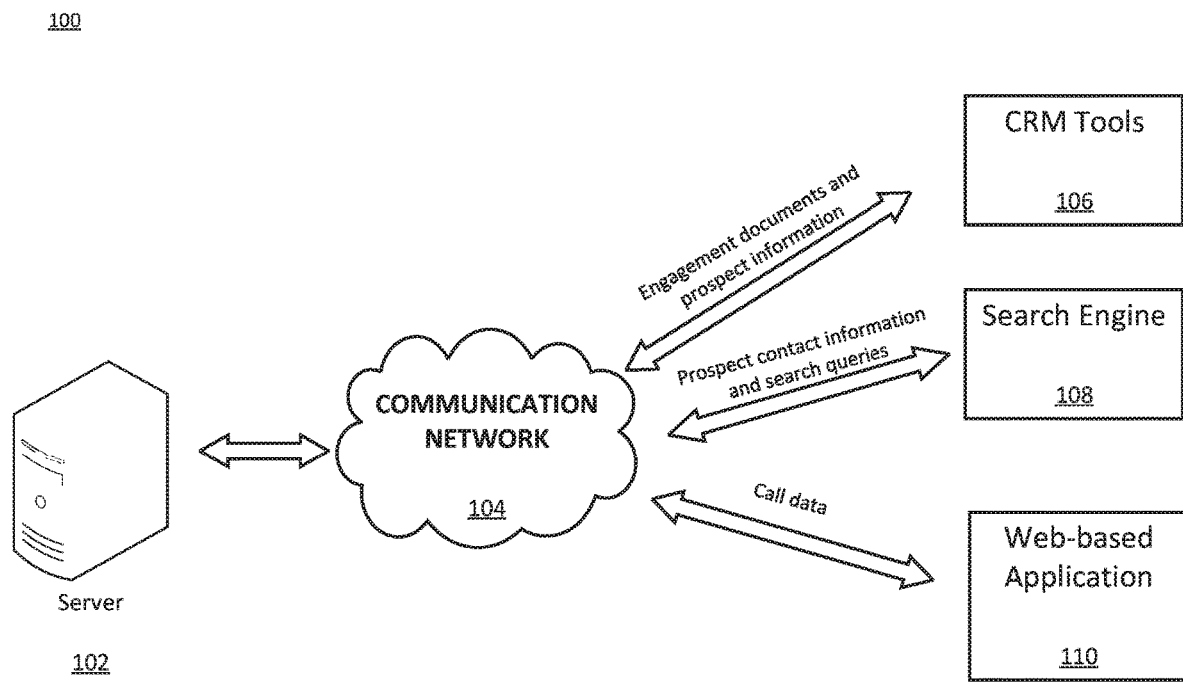 100
CRM Tools
106
Engagement documents and
prospect information
Search Engine
108
Prospect contact information
and search queries
COMMUNICATION
NETWORK
104
Call data
Web-based
Application
110
Server
102